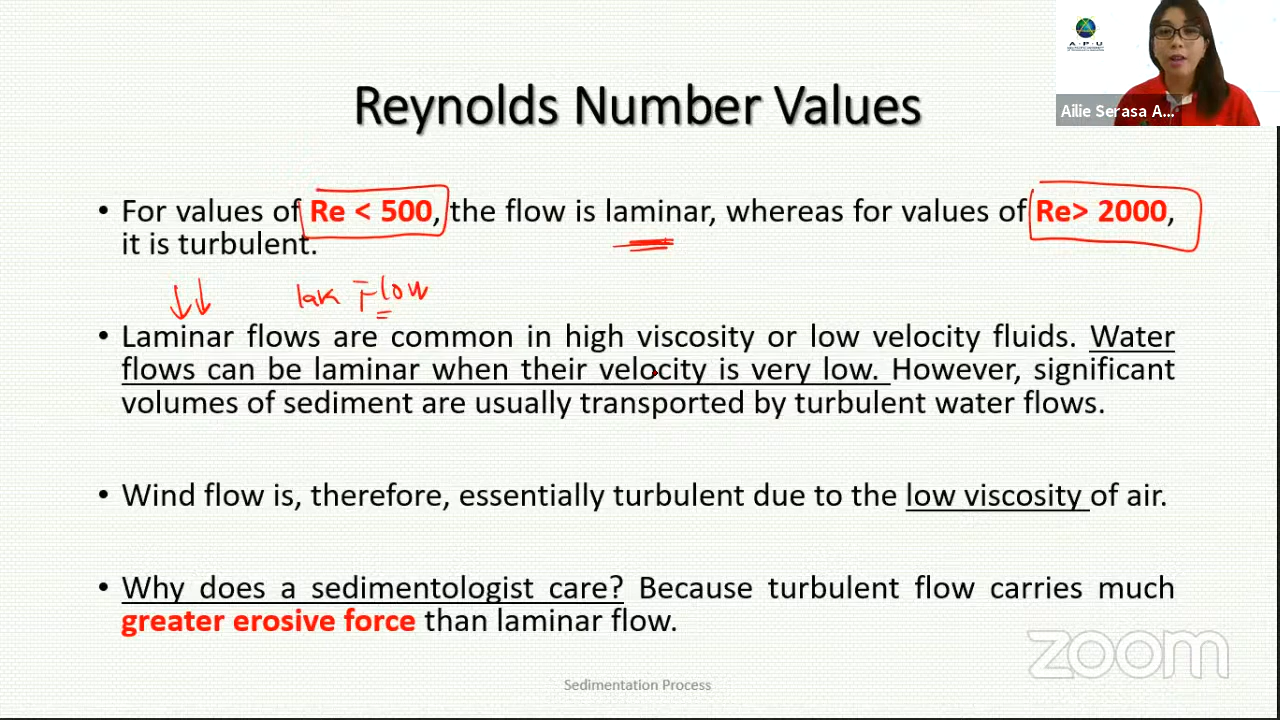 A · P · U
Ailie Serasa A...
Reynolds Number Values
• For values of Re < 500, the flow is laminar, whereas for values of Re> 2000,
it is turbulent.
Flow
• Laminar flows are common in high viscosity or low velocity fluids. Water
flows can be laminar when their velocity is very low. However, significant
volumes of sediment are usually transported by turbulent water flows.
• Wind flow is, therefore, essentially turbulent due to the low viscosity of air.
• Why does a sedimentologist care? Because turbulent flow carries much
greater erosive force than laminar flow.
zoom
Sedimentation Process